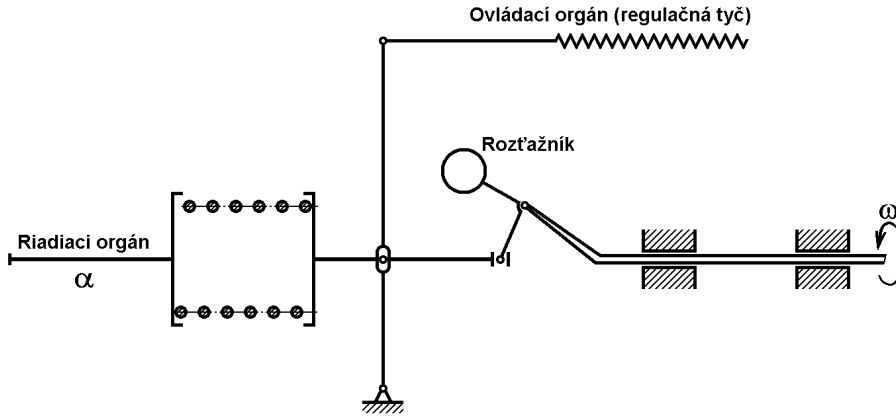 Ovládací orgán (regulačná tyč)
Rozťažník
Riadiaci orgán
α
ω